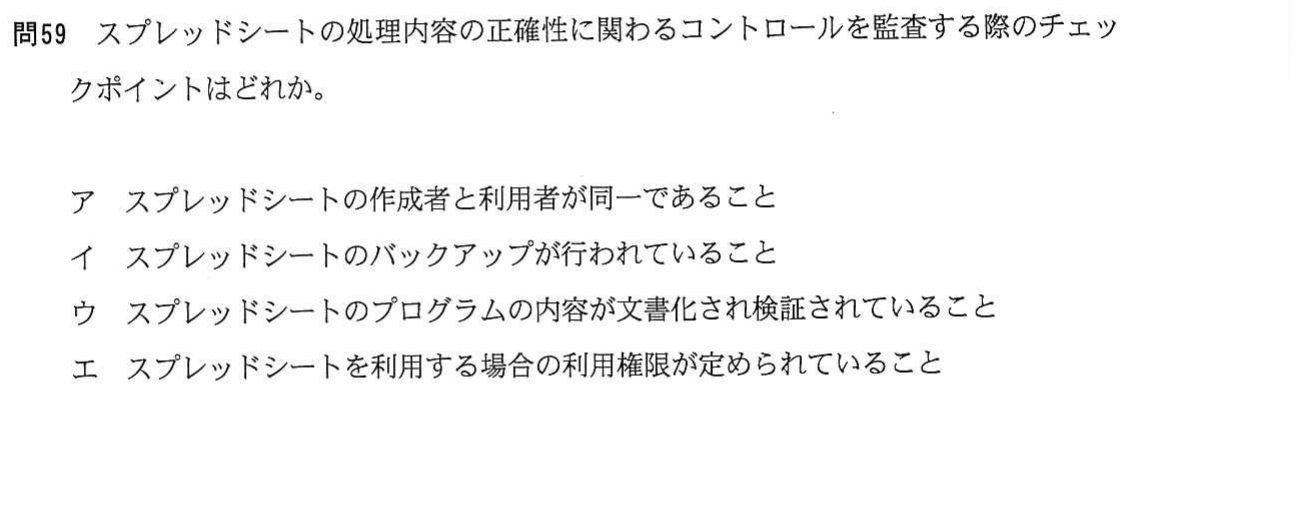 問59　スプレッドシートの処理内容の正確性に関わるコントロールを監査する際のチェッ
クポイントはどれか。
ア　スプレッドシートの作成者と利用者が同一であること
イ　スプレッドシートのバックアップが行われていること
ウ　スプレッドシートのプログラムの内容が文書化され検証されていること
エ　スプレッドシートを利用する場合の利用権限が定められていること